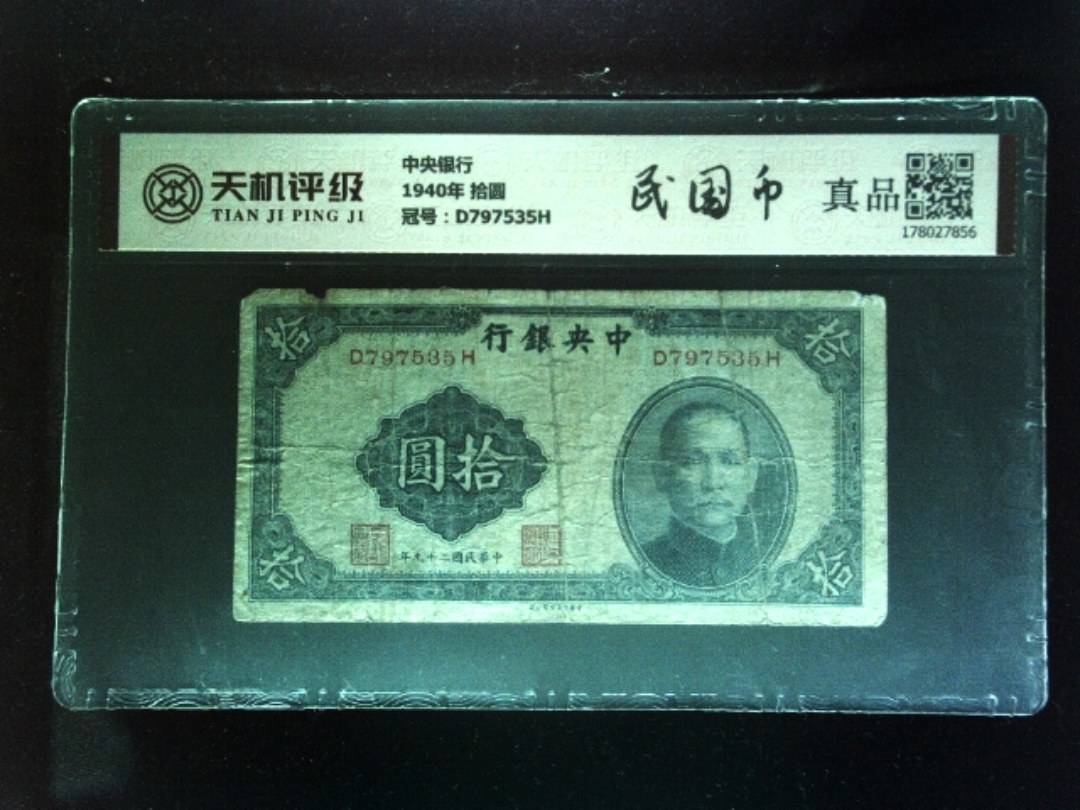 天机评级
TIAN JI PING JI
中央银行
1940年 拾圆
冠号：D797535H
民国币
真品
178027856
拾
拾
中央銀行
D797535H
D797535H
拾圓
中華民國二十九年
拾
拾